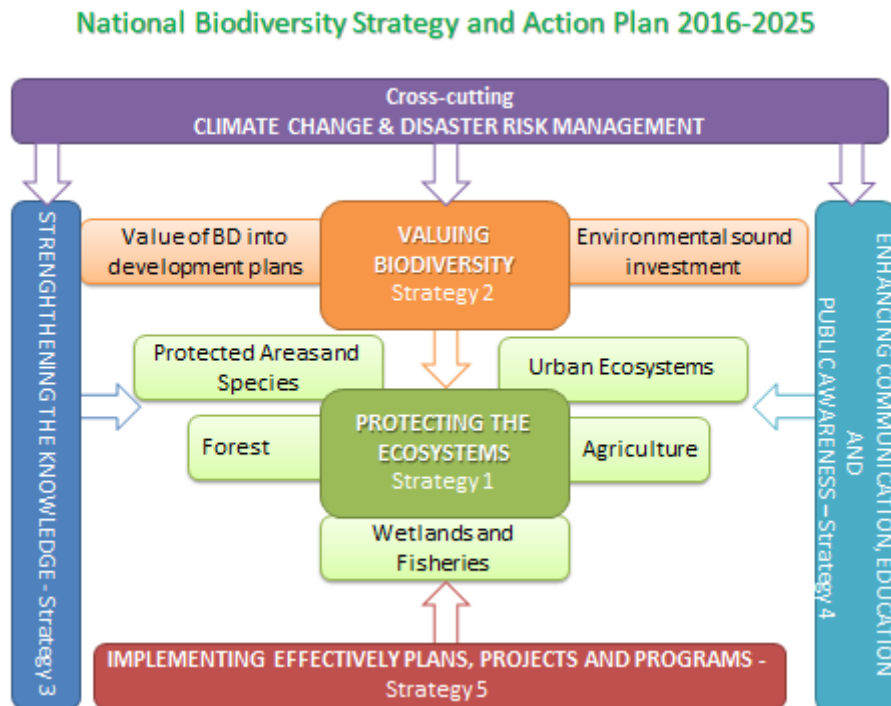 National Biodiversity Strategy and Action Plan 2016-2025
Cross-cutting
CLIMATE CHANGE & DISASTER RISK MANAGEMENT
STRENGHTHENING THE KNOWLEDGE - Strategy 3
Value of BD into
development plans
VALUING
BIODIVERSITY
Strategy 2
Environmental sound
investment
Protected Areas and
Species
Urban Ecosystems
PROTECTING THE
ECOSYSTEMS
Strategy 1
Forest
Agriculture
Wetlands and
Fisheries
IMPLEMENTING EFFECTIVELY PLANS, PROJECTS AND PROGRAMS -
Strategy 5
ENHANCING COMMUNICATION, EDUCATION
AND
PUBLIC AWARENESS – Strategy 4